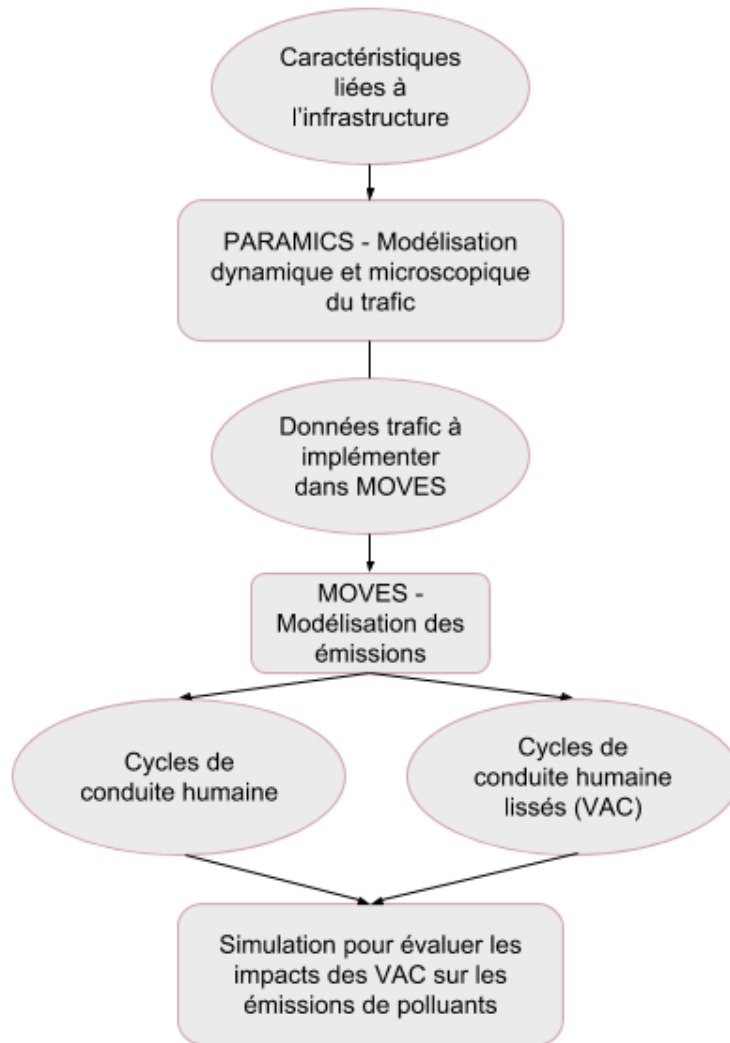 Caractéristiques
liées à
l'infrastructure
PARAMICS - Modélisation
dynamique et microscopique
du trafic
Données trafic à
implémenter
dans MOVES
MOVES -
Modélisation des
émissions
Cycles de
conduite humaine
Cycles de
conduite humaine
lissés (VAC)
Simulation pour évaluer les
impacts des VAC sur les
émissions de polluants